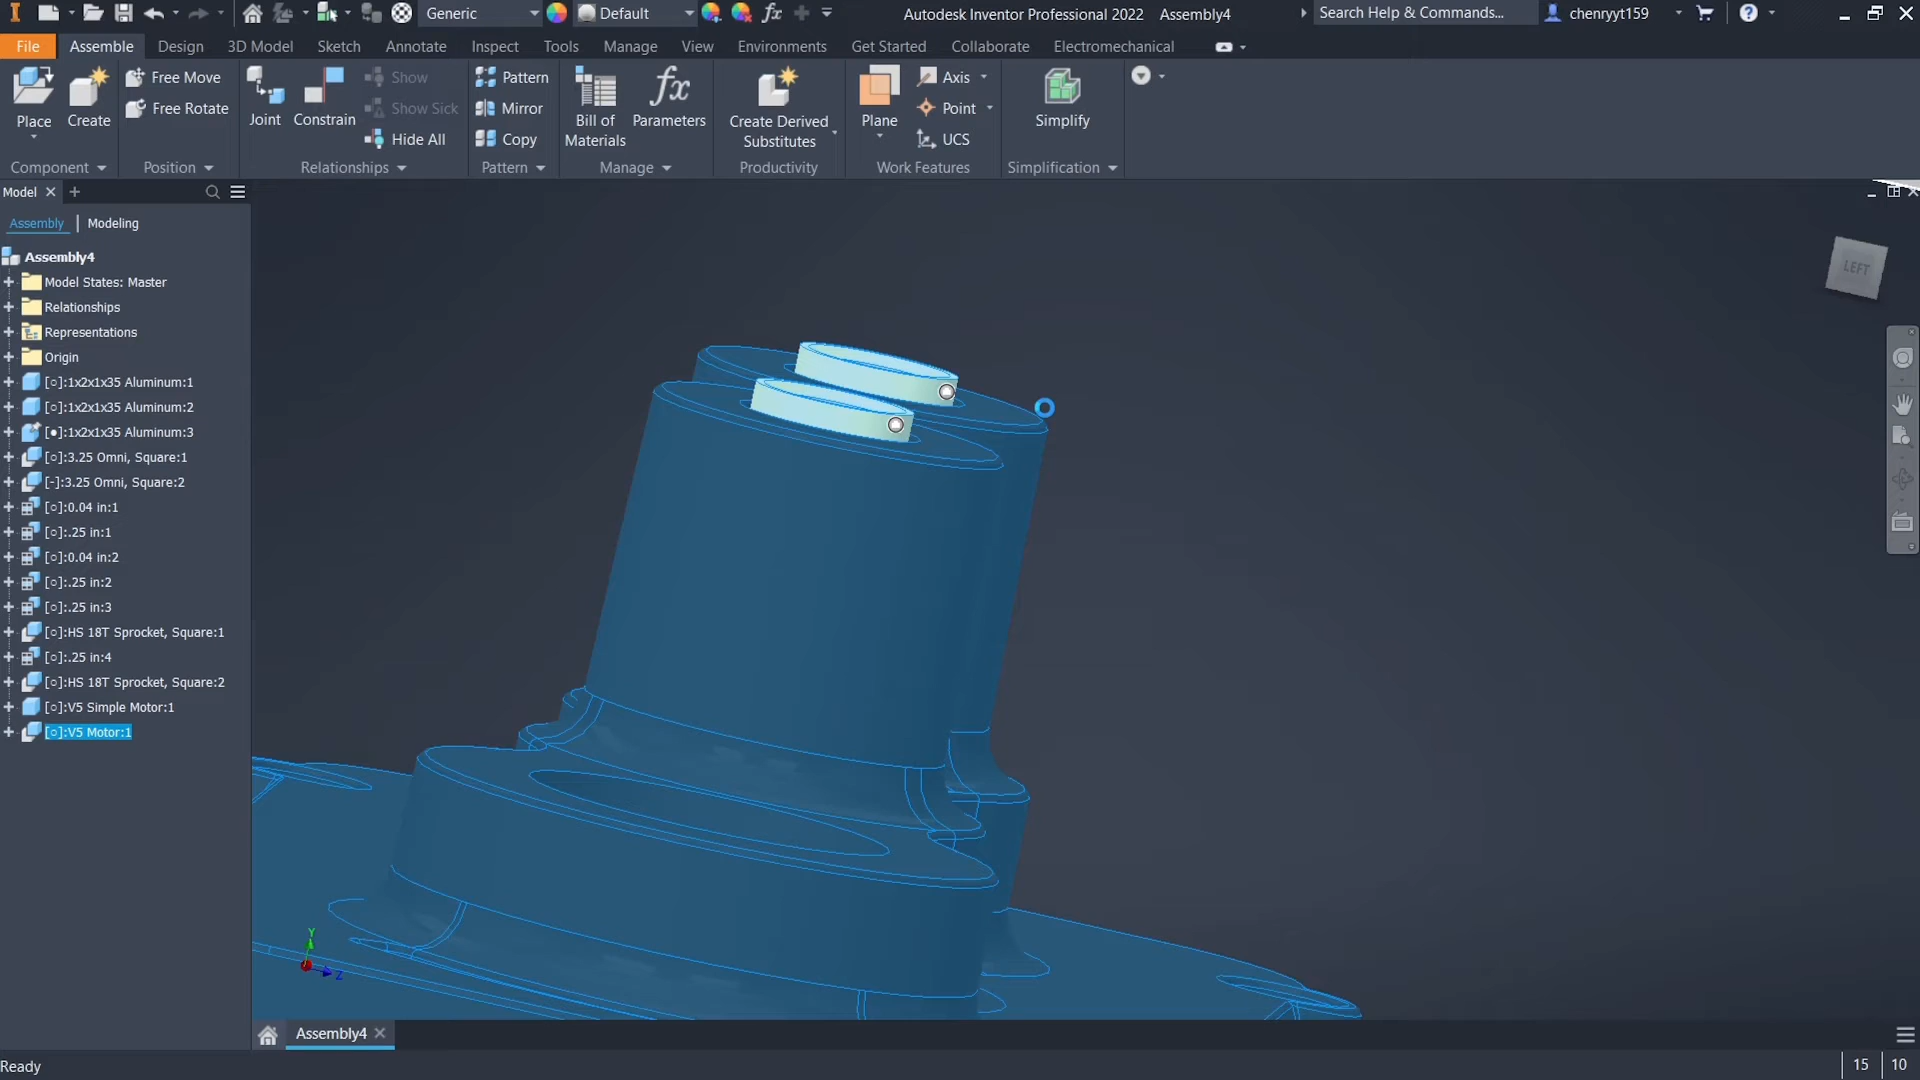 Generic
Default
fx
Autodesk Inventor Professional 2022 Assembly4
Search Help & Commands...
chenryyt159
File Assemble Design 3D Model Sketch Annotate Inspect Tools Manage View Environments Get Started Collaborate Electromechanical
Place
Create
Free Move
Free Rotate
Joint
Constrain
Show
Show Sick
Hide All
Pattern
Mirror
Copy
Bill of
Materials
fx
Parameters
Create Derived
Substitutes
Plane
Axis
Point
UCS
Simplify
Component Position Relationships Pattern Manage Productivity Work Features Simplification
Model
Assembly | Modeling
Assembly4
Model States: Master
Relationships
Representations
Origin
[○]:1x2x1x35 Aluminum:1
[○]:1x2x1x35 Aluminum:2
[●]:1x2x1x35 Aluminum:3
[○]:3.25 Omni, Square:1
[-]:3.25 Omni, Square:2
[○]:0.04 in:1
[○]:.25 in:1
[○]:0.04 in:2
[○]:.25 in:2
[○]:.25 in:3
[○]:HS 18T Sprocket, Square:1
[○]:.25 in:4
[○]:HS 18T Sprocket, Square:2
[○]:V5 Simple Motor:1
[○]:V5 Motor:1
LEFT
Y
Z
Assembly4
Ready
15 10